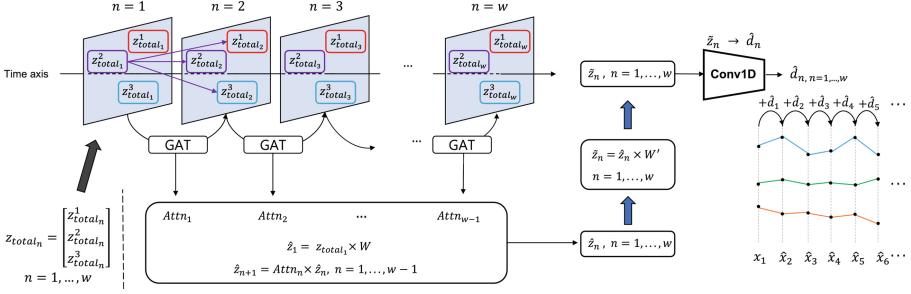 n = 1
n = 2
n = 3
n = w
Time axis
z^1_{total_1}
z^2_{total_1}
z^3_{total_1}
z^1_{total_2}
z^2_{total_2}
z^3_{total_2}
z^1_{total_3}
z^2_{total_3}
z^3_{total_3}
...
z^1_{total_w}
z^2_{total_w}
z^3_{total_w}
GAT
GAT
...
GAT
z_{total_n} = [z^1_{total_n} z^2_{total_n} z^3_{total_n}]
n = 1, ..., w
Attn_1 Attn_2 ... Attn_{w-1}
ẑ_1 = z_{total_1} × W
ẑ_{n+1} = Attn_n × ẑ_n, n = 1, ..., w − 1
ẑ_n , n = 1, ..., w
z̃_n = ẑ_n × W'
n = 1, ..., w
z̃_n , n = 1, ..., w
z̃_n → d̂_n
Conv1D
d̂_{n, n=1,...,w}
+d̂_1 +d̂_2 +d̂_3 +d̂_4 +d̂_5 ...
...
x_1 x̂_2 x̂_3 x̂_4 x̂_5 x̂_6 ...